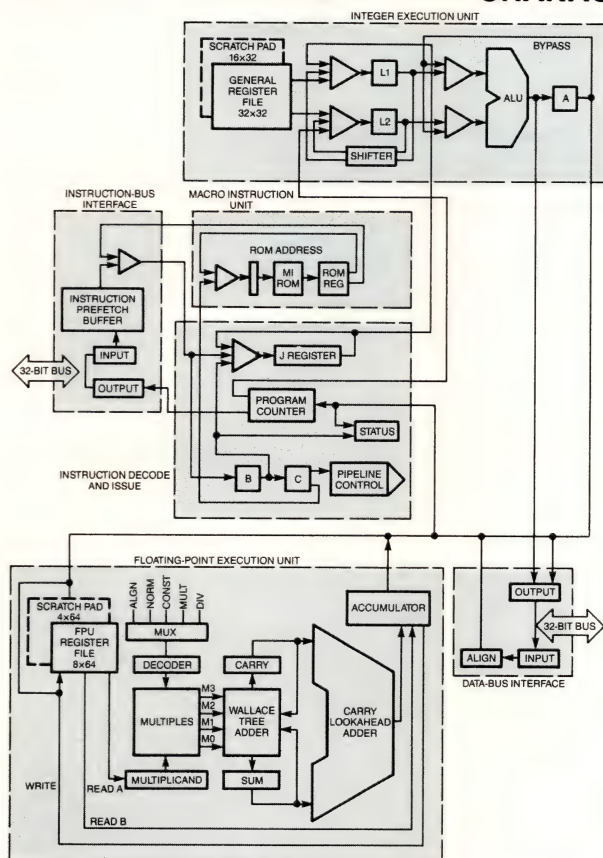 INTEGER EXECUTION UNIT
SCRATCH PAD
16×32
GENERAL
REGISTER
FILE
32×32
L1
L2
SHIFTER
BYPASS
ALU
A
INSTRUCTION-BUS
INTERFACE
INSTRUCTION
PREFETCH
BUFFER
INPUT
OUTPUT
32-BIT BUS
MACRO INSTRUCTION
UNIT
ROM ADDRESS
MI
ROM
ROM
REG
J REGISTER
PROGRAM
COUNTER
STATUS
B
C
PIPELINE
CONTROL
INSTRUCTION DECODE
AND ISSUE
FLOATING-POINT EXECUTION UNIT
SCRATCH PAD
4×64
FPU
REGISTER
FILE
8×64
ALGN
NORM
CONST
MULT
DIV
MUX
DECODER
MULTIPLES
MULTIPLICAND
M3
M2
M1
M0
CARRY
WALLACE
TREE
ADDER
SUM
CARRY
LOOKAHEAD
ADDER
ACCUMULATOR
WRITE
READ A
READ B
OUTPUT
32-BIT BUS
ALIGN
INPUT
DATA-BUS INTERFACE